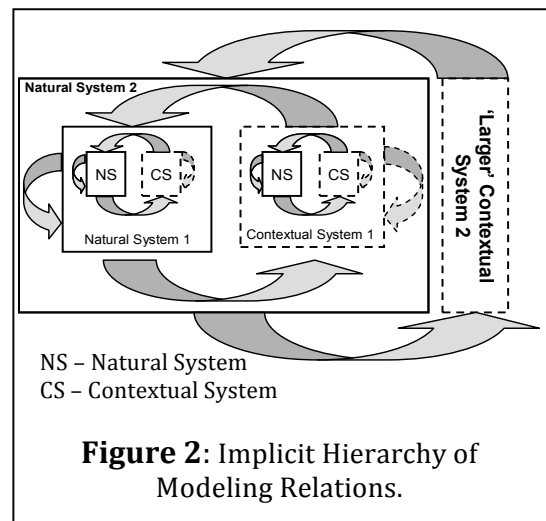 Natural System 2
NS
CS
Natural System 1
NS
CS
Contextual System 1
'Larger' Contextual
System 2
NS – Natural System
CS – Contextual System
Figure 2: Implicit Hierarchy of
Modeling Relations.